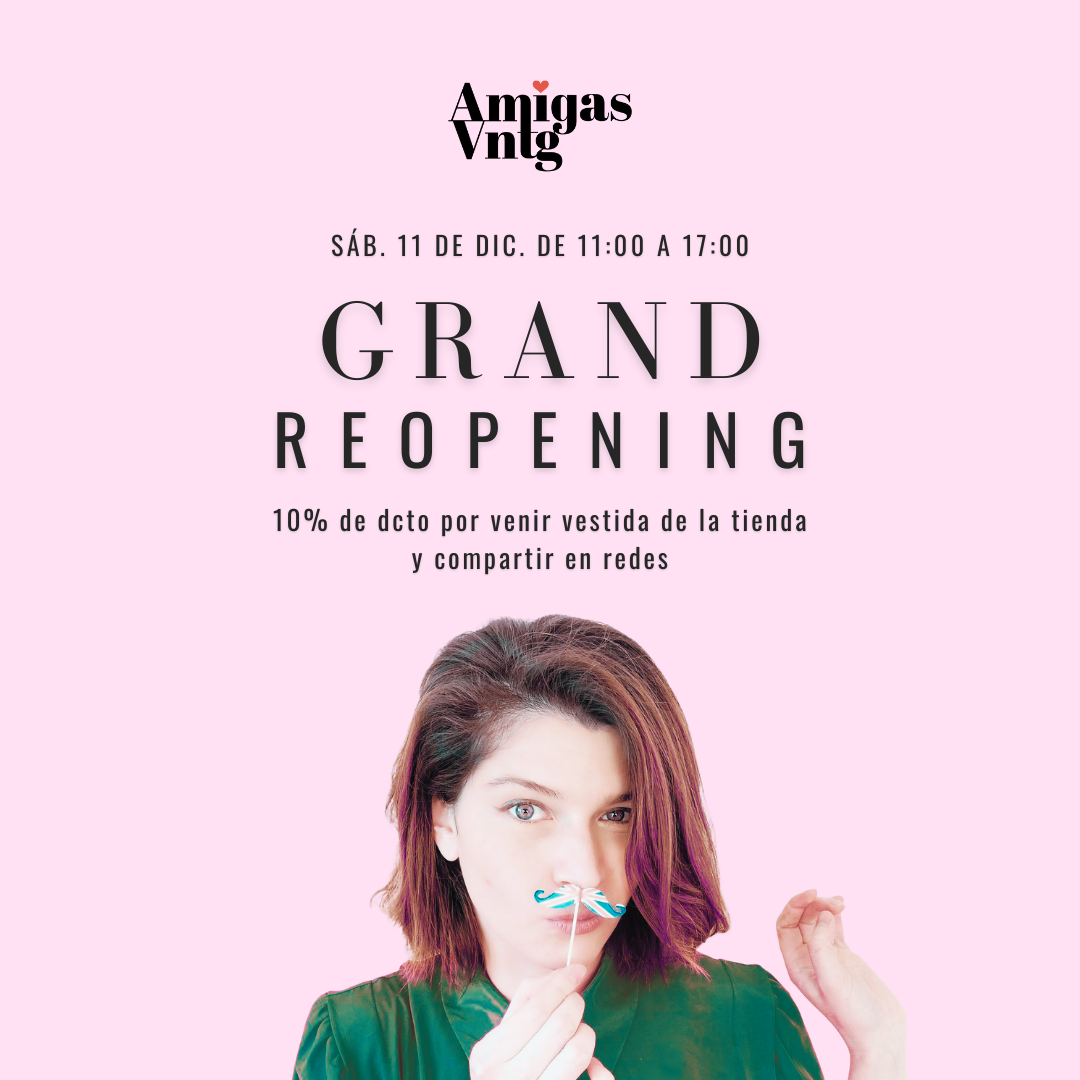 Amigas
Vntg
SÁB. 11 DE DIC. DE 11:00 A 17:00
GRAND
REOPENING
10% de dcto por venir vestida de la tienda
y compartir en redes